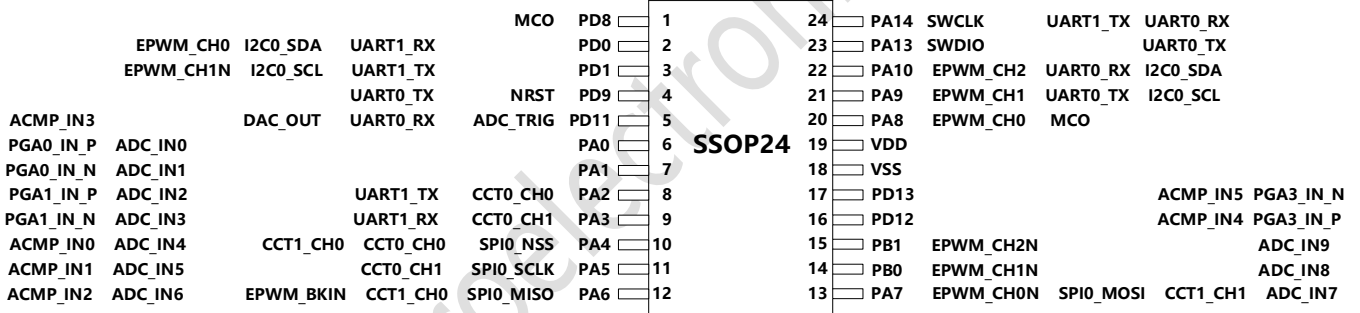 MCO PD8 1 24 PA14 SWCLK UART1_TX UART0_RX
EPWM_CH0 I2C0_SDA UART1_RX PD0 2 23 PA13 SWDIO UART0_TX
EPWM_CH1N I2C0_SCL UART1_TX PD1 3 22 PA10 EPWM_CH2 UART0_RX I2C0_SDA
UART0_TX NRST PD9 4 21 PA9 EPWM_CH1 UART0_TX I2C0_SCL
ACMP_IN3 DAC_OUT UART0_RX ADC_TRIG PD11 5 20 PA8 EPWM_CH0 MCO
PGA0_IN_P ADC_IN0 PA0 6 SSOP24 19 VDD
PGA0_IN_N ADC_IN1 PA1 7 18 VSS
PGA1_IN_P ADC_IN2 UART1_TX CCT0_CH0 PA2 8 17 PD13 ACMP_IN5 PGA3_IN_N
PGA1_IN_N ADC_IN3 UART1_RX CCT0_CH1 PA3 9 16 PD12 ACMP_IN4 PGA3_IN_P
ACMP_IN0 ADC_IN4 CCT1_CH0 CCT0_CH0 SPI0_NSS PA4 10 15 PB1 EPWM_CH2N ADC_IN9
ACMP_IN1 ADC_IN5 CCT0_CH1 SPI0_SCLK PA5 11 14 PB0 EPWM_CH1N ADC_IN8
ACMP_IN2 ADC_IN6 EPWM_BKIN CCT1_CH0 SPI0_MISO PA6 12 13 PA7 EPWM_CH0N SPI0_MOSI CCT1_CH1 ADC_IN7